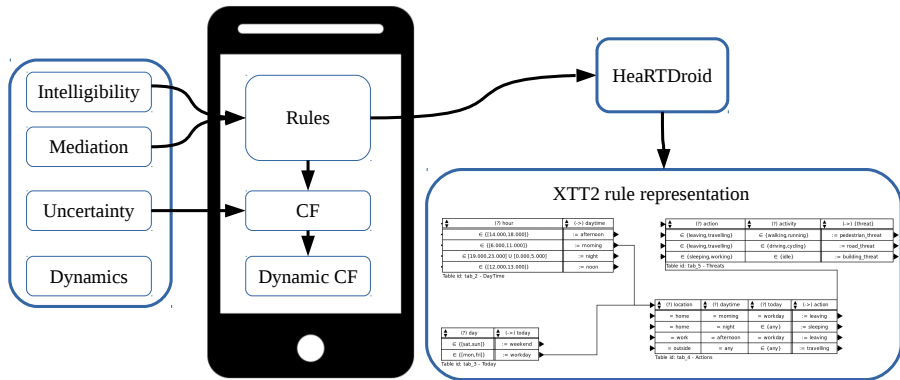 Intelligibility
Mediation
Uncertainty
Dynamics
Rules
CF
Dynamic CF
HeaRTDroid
XTT2 rule representation
(?) hour (->) daytime
∈ {[14.000,18.000]} := afternoon
∈ {[6.000,11.000]} := morning
∈ [19.000,23.000] U [0.000,5.000] := night
∈ {[12.000,13.000]} := noon
Table id: tab_2 - DayTime
(?) action (?) activity (->) {threat}
∈ {leaving,travelling} ∈ {walking,running} := pedestrian_threat
∈ {leaving,travelling} ∈ {driving,cycling} := road_threat
∈ {sleeping,working} ∈ {idle} := building_threat
Table id: tab_5 - Threats
(?) day (->) today
∈ {[sat,sun]} := weekend
∈ {[mon,fri]} := workday
Table id: tab_3 - Today
(?) location (?) daytime (?) today (->) action
= home = morning = workday := leaving
= home = night ∈ {any} := sleeping
= work = afternoon = workday := leaving
= outside = any ∈ {any} := travelling
Table id: tab_4 - Actions